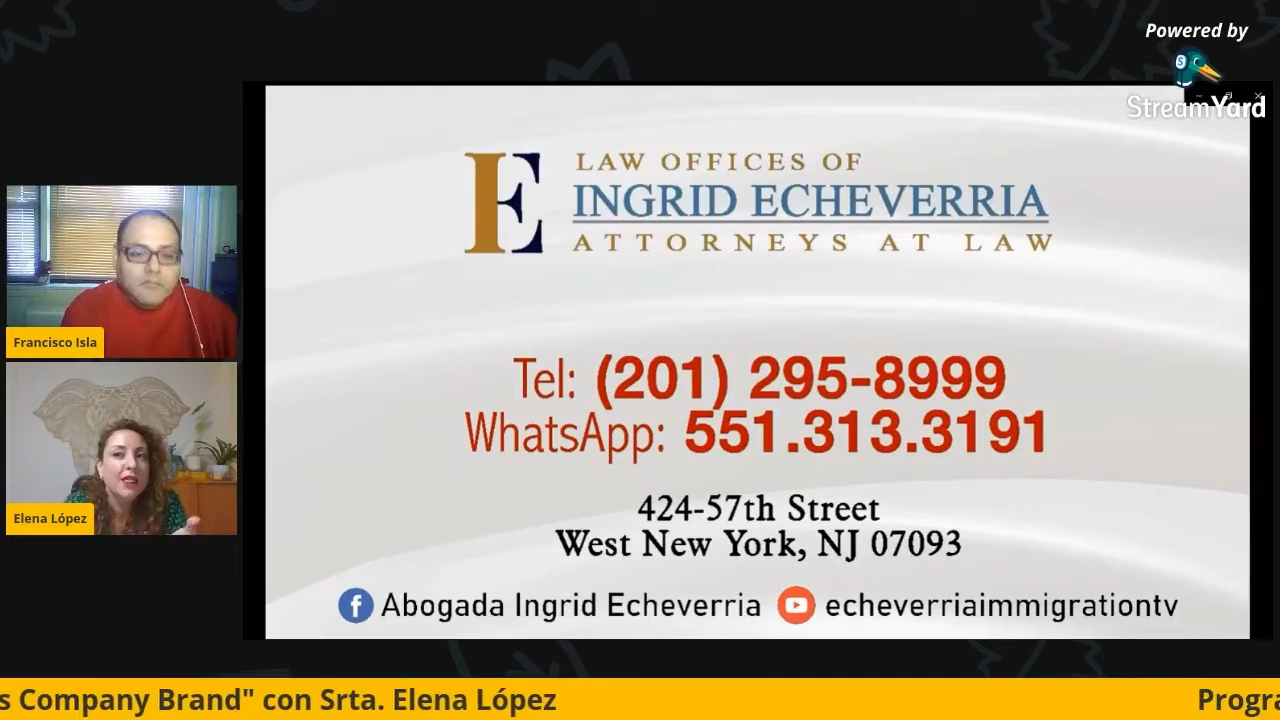 Powered by
StreamYard
E LAW OFFICES OF
INGRID ECHEVERRIA
ATTORNEYS AT LAW
Francisco Isla
Tel: (201) 295-8999
WhatsApp: 551.313.3191
Elena López
424-57th Street
West New York, NJ 07093
Abogada Ingrid Echeverria echeverriaimmigrationtv
s Company Brand" con Srta. Elena López Progra